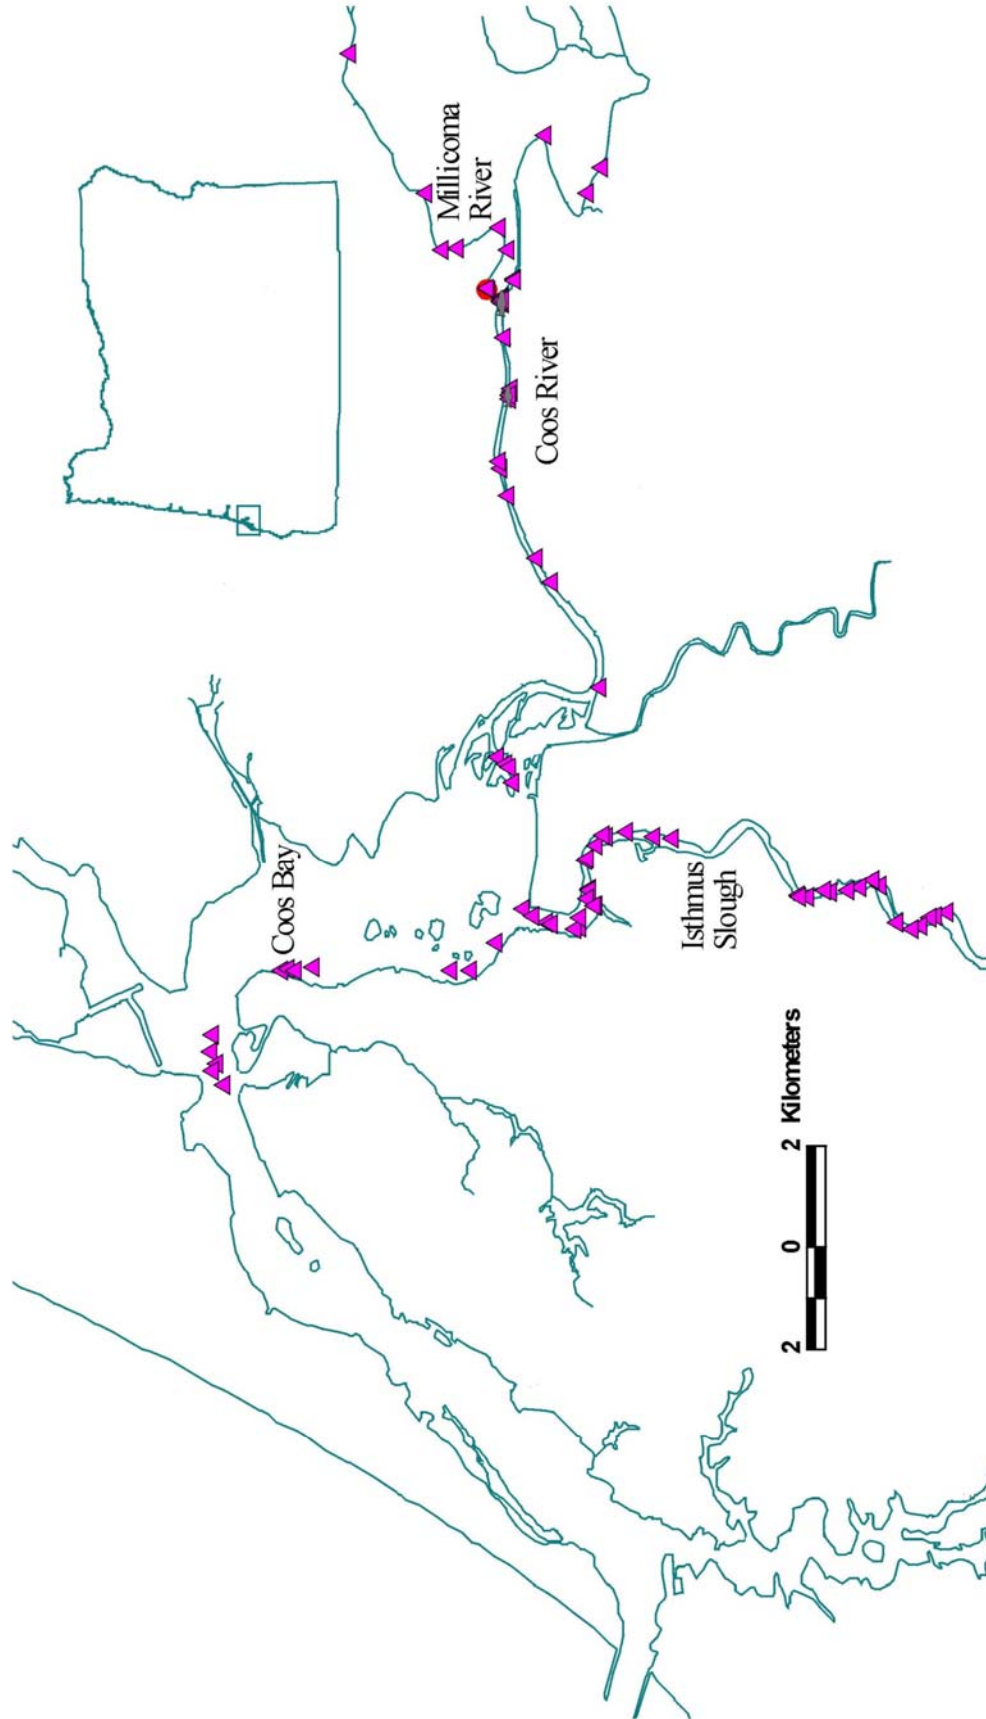 Millicoma
River
Coos River
Coos Bay
Isthmus
Slough
2 0 2 Kilometers